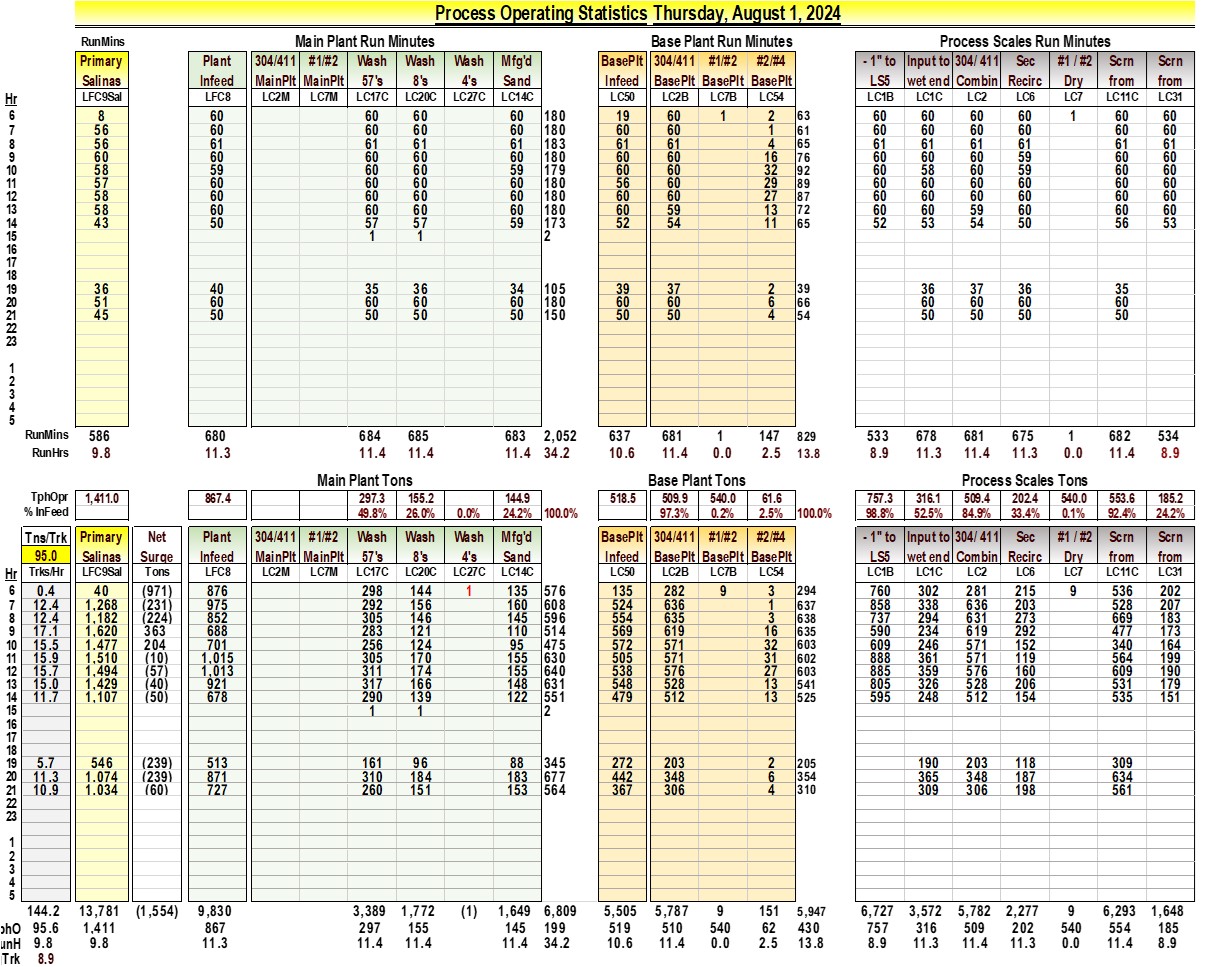 Process Operating Statistics Thursday, August 1, 2024
RunMins Main Plant Run Minutes Base Plant Run Minutes Process Scales Run Minutes
Primary Plant 304/411 #1/#2 Wash Wash Wash Mfg'd BasePlt 304/411 #1/#2 #2/#4 - 1" to Input to 304/ 411 Sec #1 / #2 Scrn Scrn
Salinas Infeed MainPlt MainPlt 57's 8's 4's Sand Infeed BasePlt BasePlt BasePlt LS5 wet end Combin Recirc Dry from from
Hr LFC9Sal LFC8 LC2M LC7M LC17C LC20C LC27C LC14C LC50 LC2B LC7B LC54 LC1B LC1C LC2 LC6 LC7 LC11C LC31
6 8 60 60 60 60 180 19 60 1 2 63 60 60 60 60 1 60 60
7 56 60 60 60 60 180 60 60 1 61 60 60 60 60 60 60
8 56 61 61 61 61 183 61 61 4 65 61 61 61 61 61 61
9 60 60 60 60 60 180 60 60 16 76 60 60 60 59 60 60
10 58 59 60 60 59 179 60 60 32 92 60 58 60 59 60 60
11 57 60 60 60 60 180 56 60 29 89 60 60 60 60 60 60
12 58 60 60 60 60 180 60 60 27 87 60 60 60 60 60 60
13 58 60 60 60 60 180 60 59 13 72 60 60 59 60 60 60
14 43 50 57 57 59 173 52 54 11 65 52 53 54 50 56 53
15 1 1 2
16
17
18
19 36 40 35 36 34 105 39 37 2 39 36 37 36 35
20 51 60 60 60 60 180 60 60 6 66 60 60 60 60
21 45 50 50 50 50 150 50 50 4 54 50 50 50 50
22
23
1
2
3
4
5
RunMins 586 680 684 685 683 2,052 637 681 1 147 829 533 678 681 675 1 682 534
RunHrs 9.8 11.3 11.4 11.4 11.4 34.2 10.6 11.4 0.0 2.5 13.8 8.9 11.3 11.4 11.3 0.0 11.4 8.9
Main Plant Tons Base Plant Tons Process Scales Tons
TphOpr 1,411.0 867.4 297.3 155.2 144.9 518.5 509.9 540.0 61.6 757.3 316.1 509.4 202.4 540.0 553.6 185.2
% InFeed 49.8% 26.0% 0.0% 24.2% 100.0% 97.3% 0.2% 2.5% 100.0% 98.8% 52.5% 84.9% 33.4% 0.1% 92.4% 24.2%
Tns/Trk Primary Net Plant 304/411 #1/#2 Wash Wash Wash Mfg'd BasePlt 304/411 #1/#2 #2/#4 - 1" to Input to 304/ 411 Sec #1 / #2 Scrn Scrn
95.0 Salinas Surge Infeed MainPlt MainPlt 57's 8's 4's Sand Infeed BasePlt BasePlt BasePlt LS5 wet end Combin Recirc Dry from from
Hr Trks/Hr LFC9Sal Tons LFC8 LC2M LC7M LC17C LC20C LC27C LC14C LC50 LC2B LC7B LC54 LC1B LC1C LC2 LC6 LC7 LC11C LC31
6 0.4 40 (971) 876 298 144 1 135 576 135 282 9 3 294 760 302 281 215 9 536 202
7 12.4 1,268 (231) 975 292 156 160 608 524 636 1 637 858 338 636 203 528 207
8 12.4 1,182 (224) 852 305 146 145 596 554 635 3 638 737 294 631 273 669 183
9 17.1 1,620 363 688 283 121 110 514 569 619 16 635 590 234 619 292 477 173
10 15.5 1,477 204 701 256 124 95 475 572 571 32 603 609 246 571 152 340 164
11 15.9 1,510 (10) 1,015 305 170 155 630 505 571 31 602 888 361 571 119 564 199
12 15.7 1,494 (57) 1,013 311 174 155 640 538 576 27 603 885 359 576 160 609 190
13 15.0 1,429 (40) 921 317 166 148 631 548 528 13 541 805 326 528 206 531 179
14 11.7 1,107 (50) 678 290 139 122 551 479 512 13 525 595 248 512 154 535 151
15 1 1 2
16
17
18
19 5.7 546 (239) 513 161 96 88 345 272 203 2 205 190 203 118 309
20 11.3 1,074 (239) 871 310 184 183 677 442 348 6 354 365 348 187 634
21 10.9 1,034 (60) 727 260 151 153 564 367 306 4 310 309 306 198 561
22
23
1
2
3
4
5
144.2 13,781 (1,554) 9,830 3,389 1,772 (1) 1,649 6,809 5,505 5,787 9 151 5,947 6,727 3,572 5,782 2,277 9 6,293 1,648
phO 95.6 1,411 867 297 155 145 199 519 510 540 62 430 757 316 509 202 540 554 185
unH 9.8 9.8 11.3 11.4 11.4 11.4 34.2 10.6 11.4 0.0 2.5 13.8 8.9 11.3 11.4 11.3 0.0 11.4 8.9
Trk 8.9